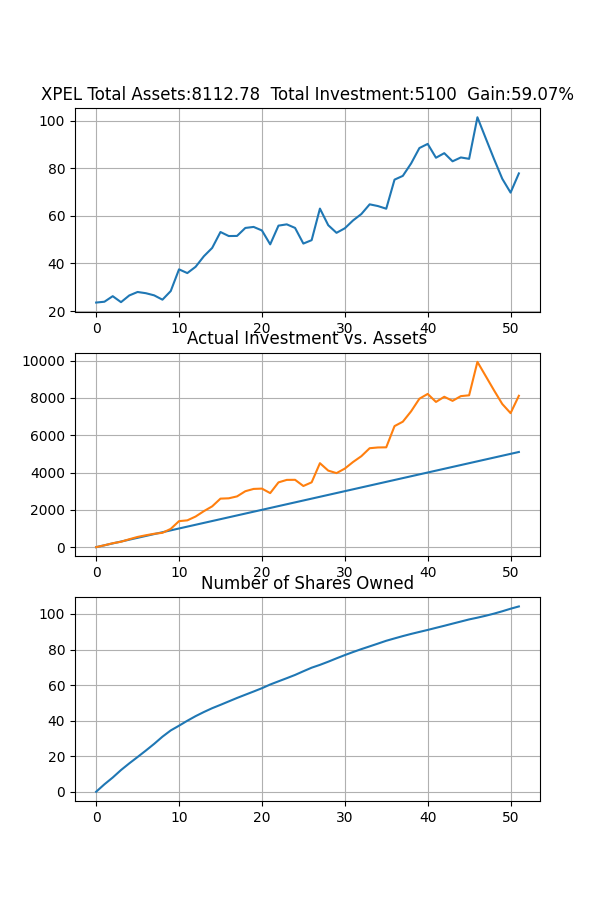 XPEL Total Assets:8112.78  Total Investment:5100  Gain:59.07%
100
80
60
40
20
0 10 20 30 40 50
Actual Investment vs. Assets
10000
8000
6000
4000
2000
0
0 10 20 30 40 50
Number of Shares Owned
100
80
60
40
20
0
0 10 20 30 40 50